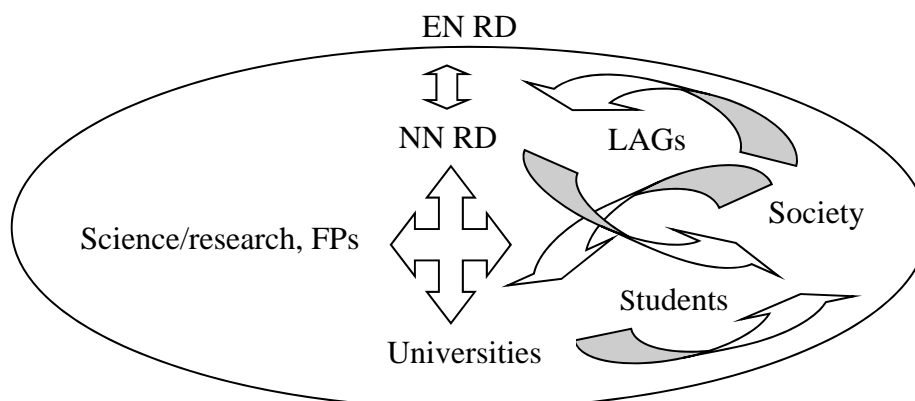 EN RD
NN RD
LAGs
Society
Science/research, FPs
Students
Universities